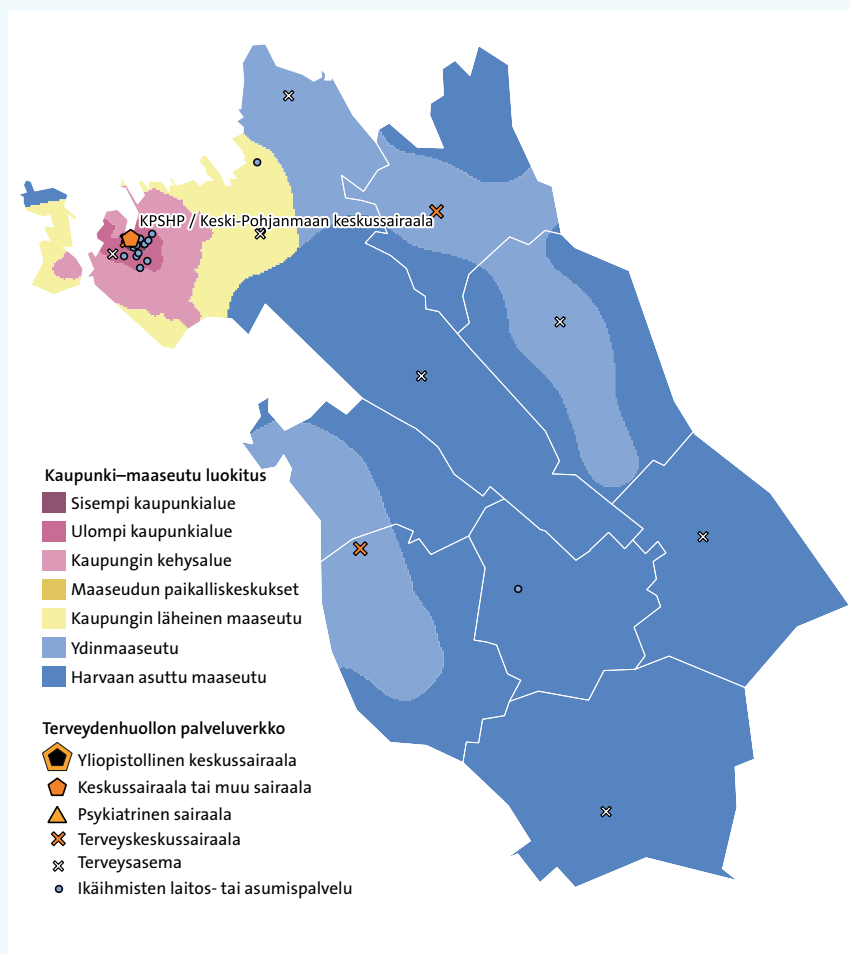 KPSHP / Keski-Pohjanmaan keskussairaala
Kaupunki–maaseutu luokitus
Sisempi kaupunkialue
Ulompi kaupunkialue
Kaupungin kehysalue
Maaseudun paikalliskeskukset
Kaupungin läheinen maaseutu
Ydinmaaseutu
Harvaan asuttu maaseutu
Terveydenhuollon palveluverkko
Yliopistollinen keskussairaala
Keskussairaala tai muu sairaala
Psykiatrinen sairaala
Terveyskeskussairaala
Terveysasema
Ikäihmisten laitos- tai asumispalvelu